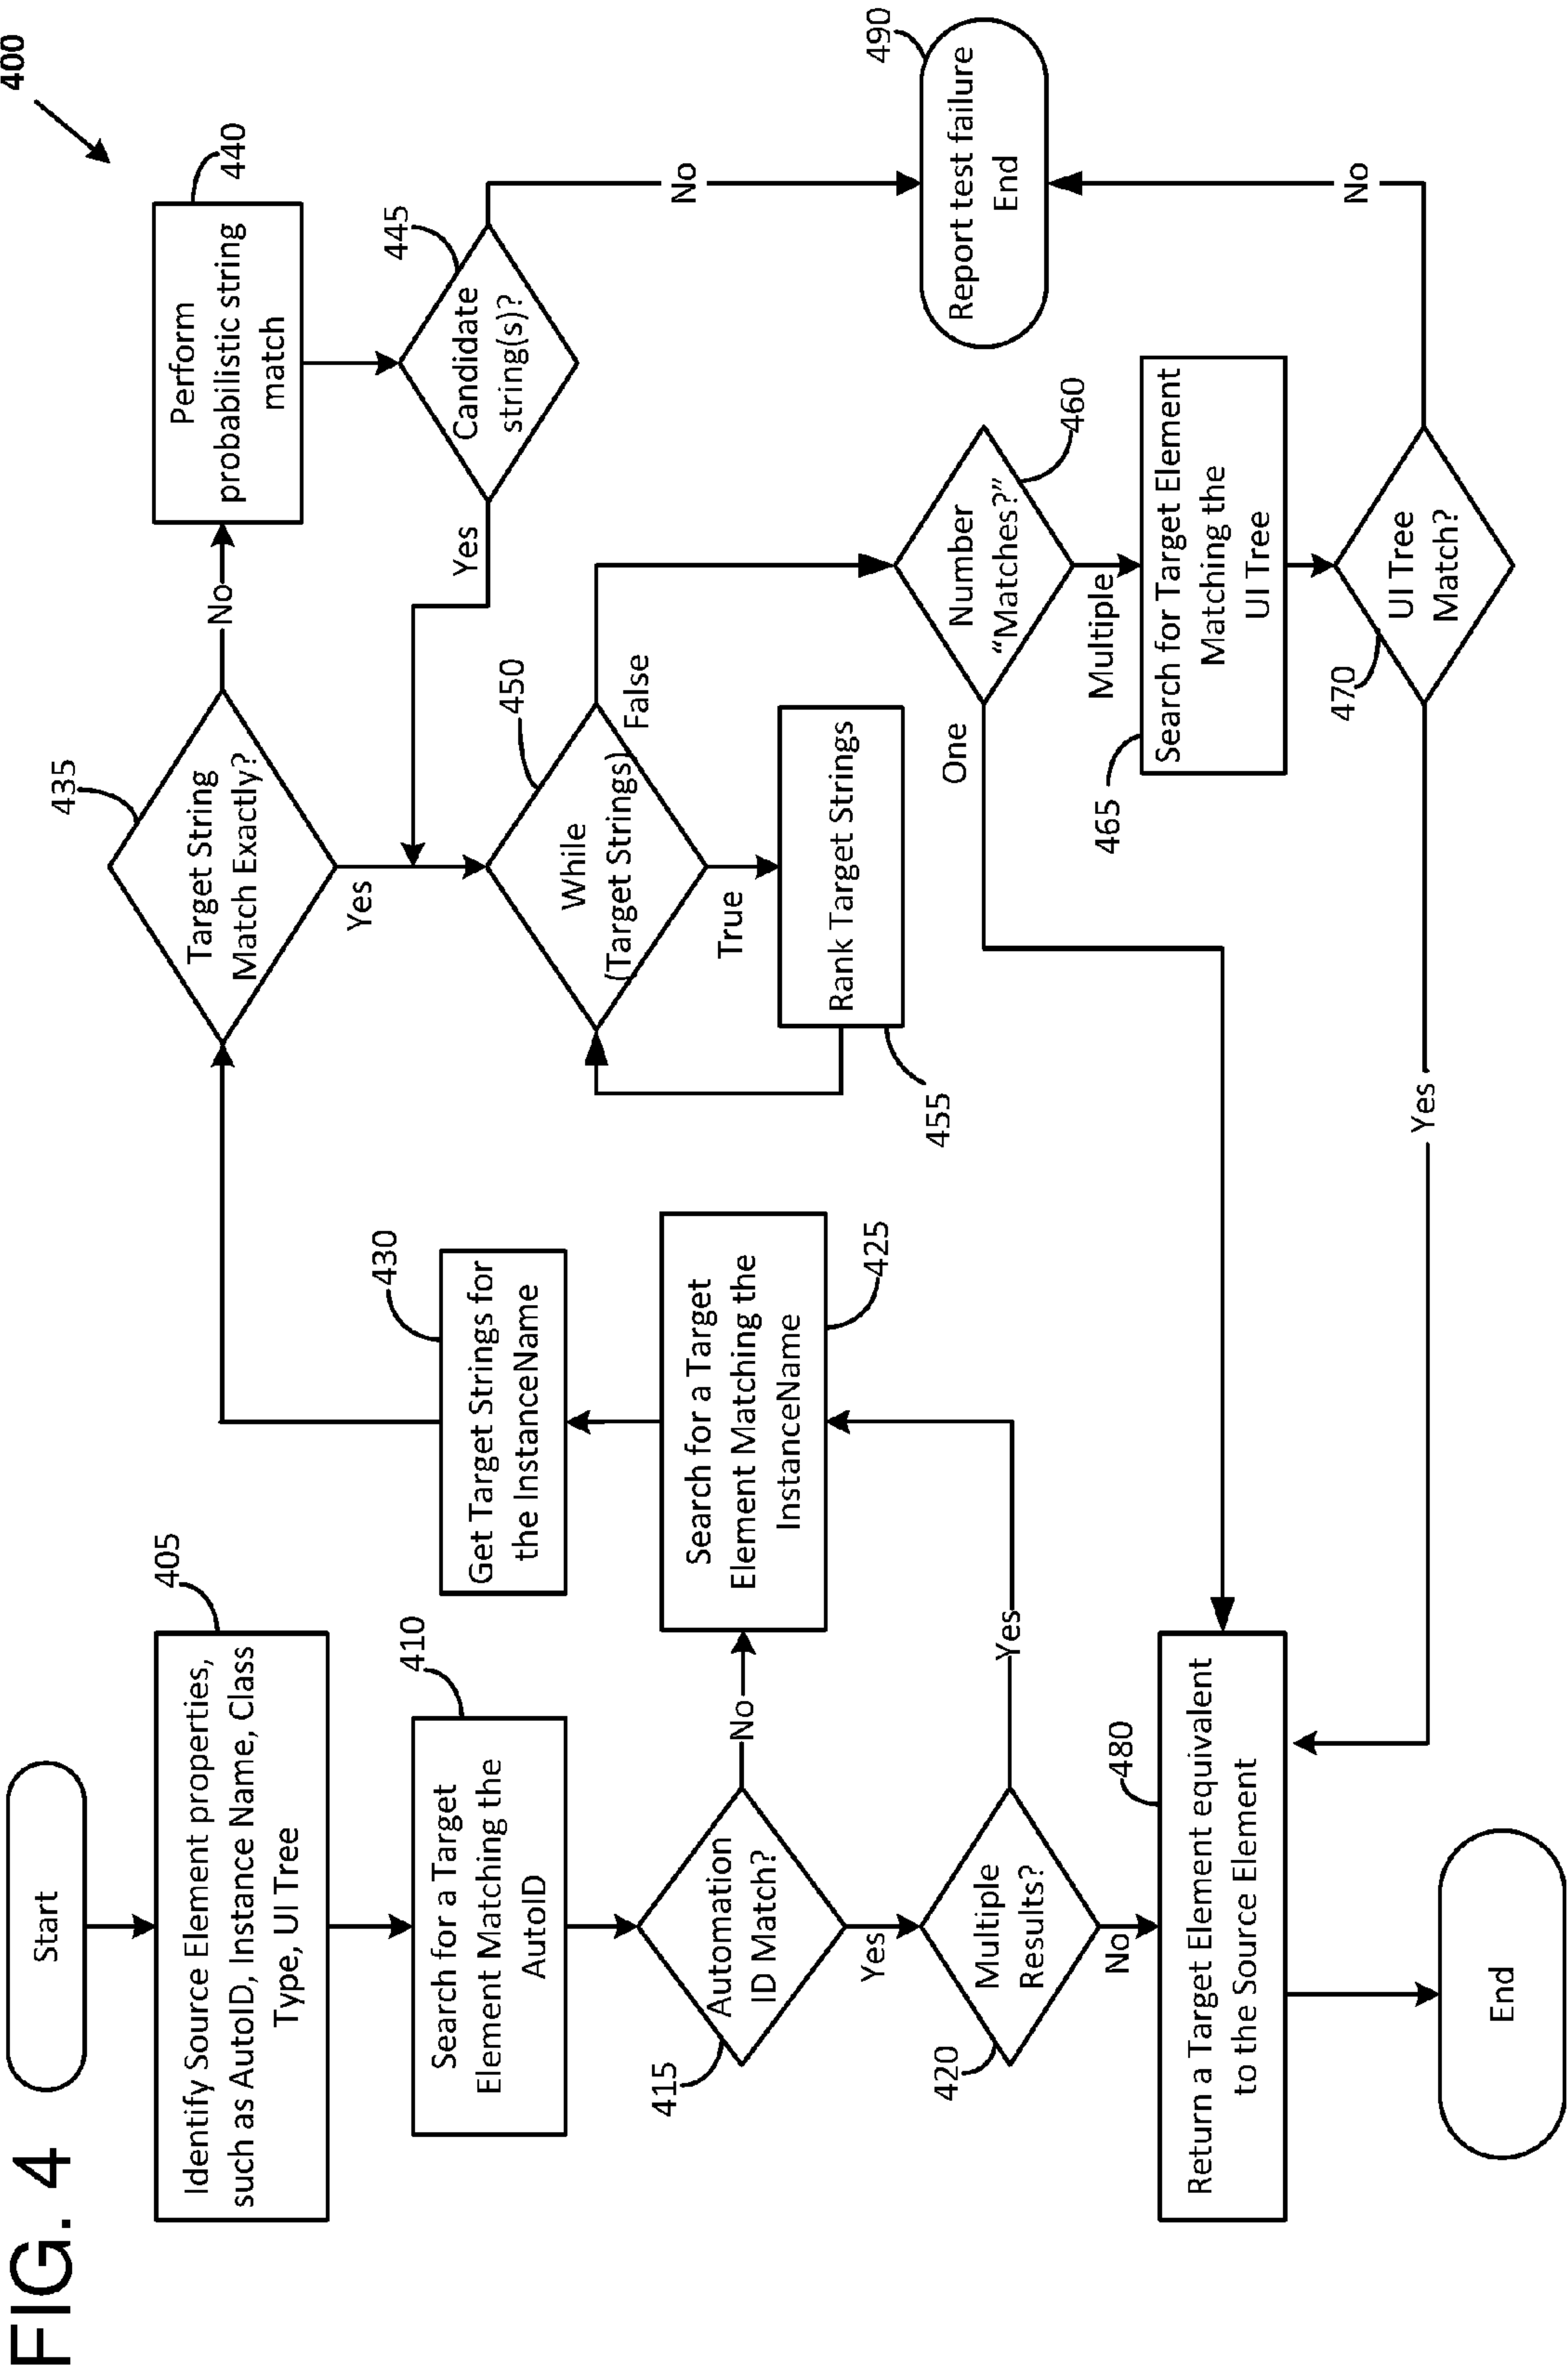 FIG. 4
400
Start
405
Identify Source Element properties,
such as AutoID, Instance Name, Class
Type, UI Tree
410
Search for a Target
Element Matching the
AutoID
415
Automation
ID Match?
No
Yes
420
Multiple
Results?
Yes
No
425
Search for a Target
Element Matching the
InstanceName
430
Get Target Strings for
the InstanceName
435
Target String
Match Exactly?
No
Yes
440
Perform
probabilistic string
match
445
Candidate
string(s)?
Yes
No
450
While
(Target Strings)
False
True
455
Rank Target Strings
460
Number
“Matches?”
One
Multiple
465
Search for Target Element
Matching the
UI Tree
470
UI Tree
Match?
Yes
No
480
Return a Target Element equivalent
to the Source Element
End
490
Report test failure
End